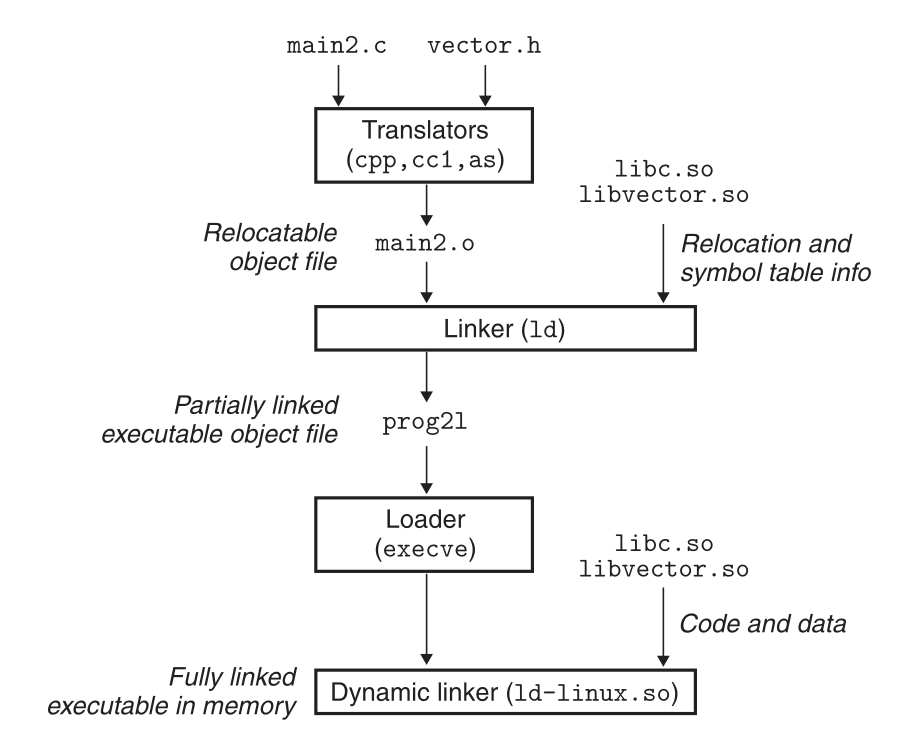 main2.c vector.h
Translators
(cpp,cc1,as)
libc.so
libvector.so
Relocatable
object file
main2.o
Relocation and
symbol table info
Linker (ld)
Partially linked
executable object file
prog2l
Loader
(execve)
libc.so
libvector.so
Code and data
Fully linked
executable in memory
Dynamic linker (ld-linux.so)